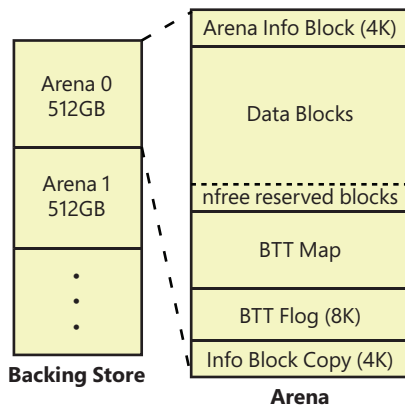 Arena 0
512GB
Arena 1
512GB
Backing Store
Arena Info Block (4K)
Data Blocks
nfree reserved blocks
BTT Map
BTT Flog (8K)
Info Block Copy (4K)
Arena